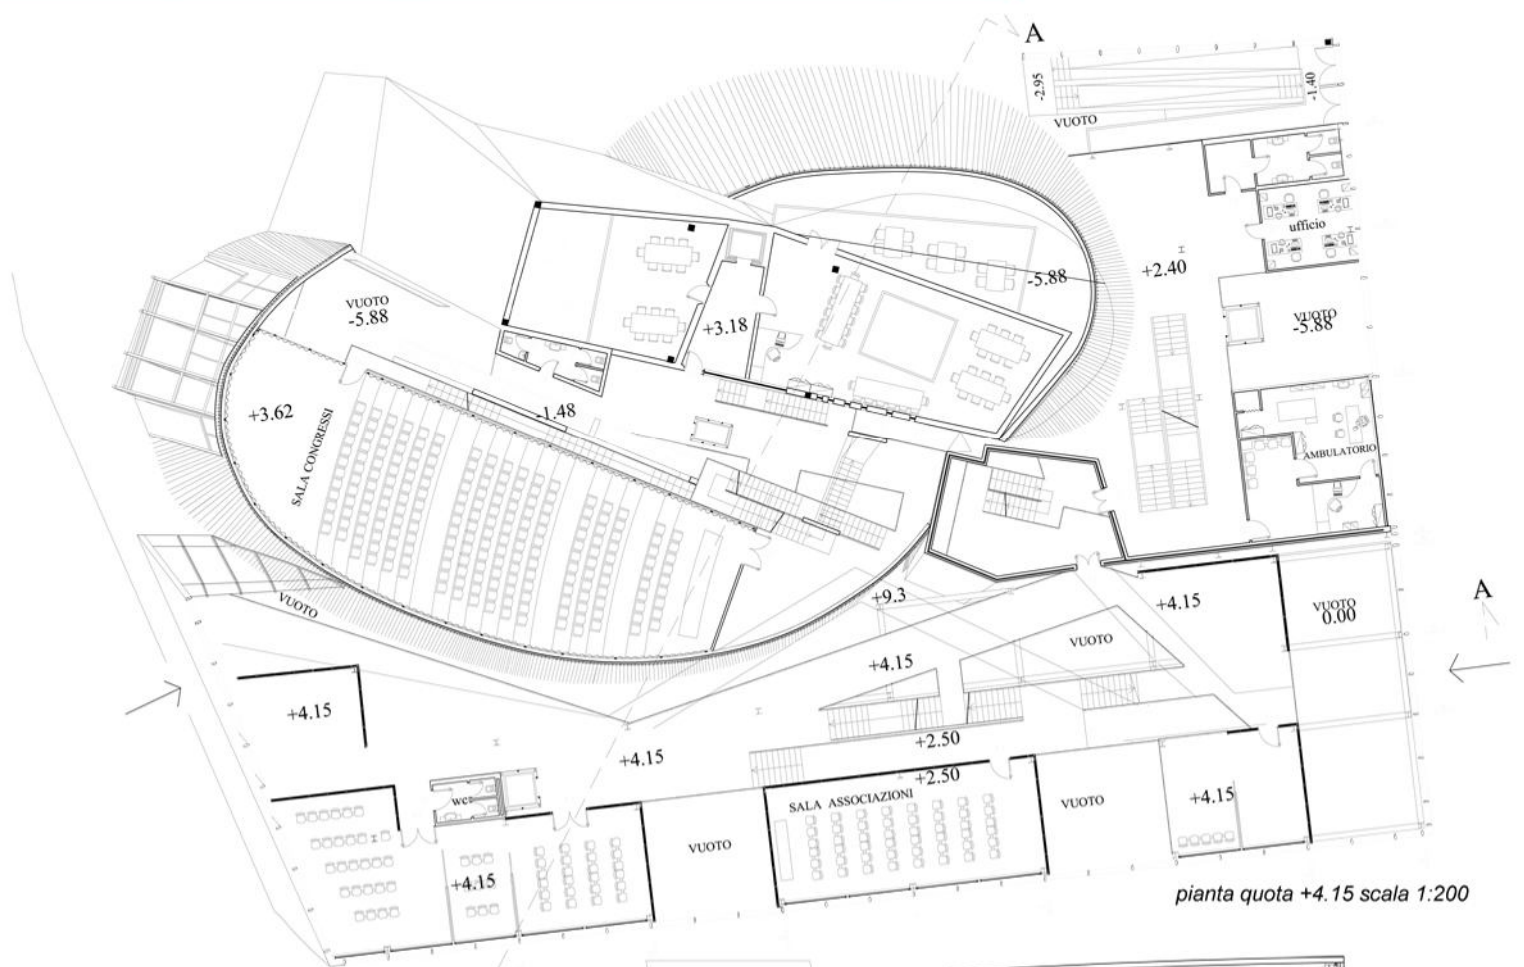 A
-2.95
-1.40
VUOTO
ufficio
+2.40
-5.88
VUOTO
-5.88
VUOTO
-5.88
+3.18
+3.62
-1.48
SALA CONGRESSI
AMBULATORIO
VUOTO
+9.3
+4.15
VUOTO
0.00
A
VUOTO
+4.15
+4.15
+4.15
+2.50
+2.50
wc
SALA ASSOCIAZIONI
VUOTO
+4.15
VUOTO
+4.15
pianta quota +4.15 scala 1:200